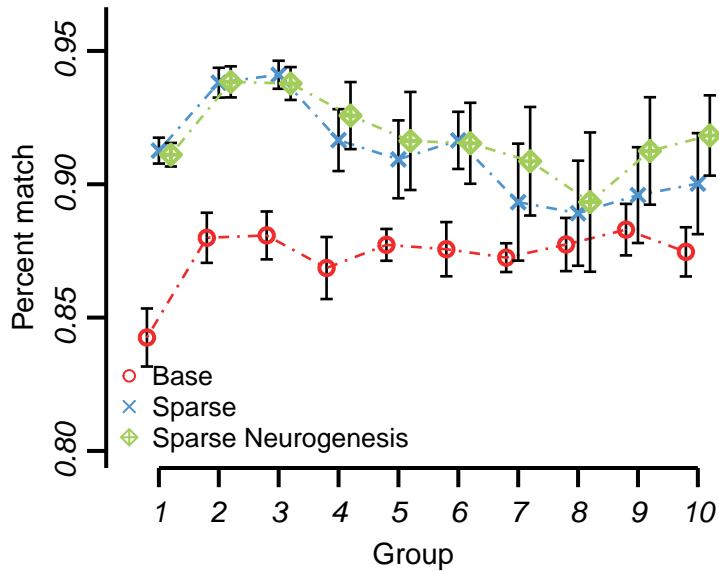 0.95
0.90
0.85
0.80
Percent match
Base
Sparse
Sparse Neurogenesis
1 2 3 4 5 6 7 8 9 10
Group